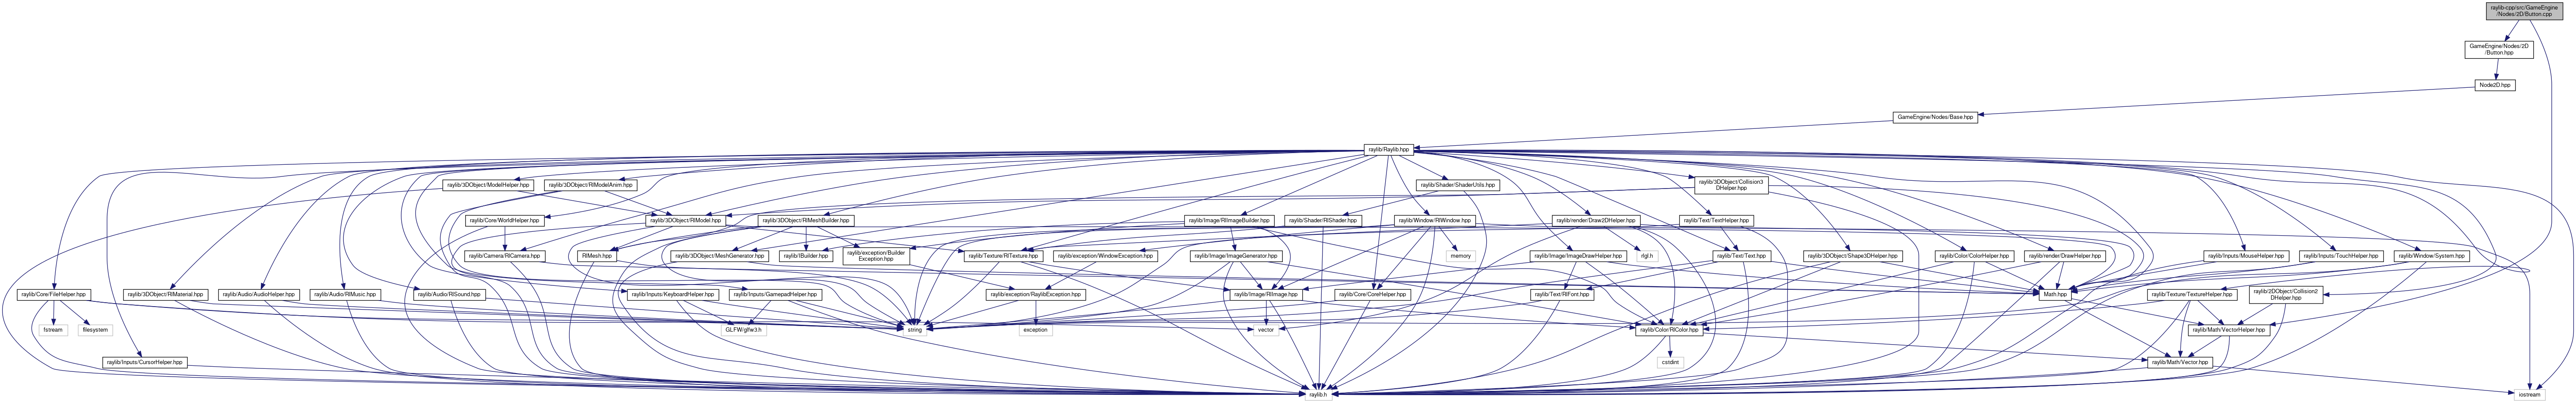 raylib-cpp/src/GameEngine
/Nodes/2D/Button.cpp
GameEngine/Nodes/2D
/Button.hpp
Node2D.hpp
GameEngine/Nodes/Base.hpp
raylib/Raylib.hpp
raylib/3DObject/ModelHelper.hpp
raylib/3DObject/RlModelAnim.hpp
raylib/Shader/ShaderUtils.hpp
raylib/3DObject/Collision3
DHelper.hpp
raylib/Core/WorldHelper.hpp
raylib/3DObject/RlModel.hpp
raylib/3DObject/RlMeshBuilder.hpp
raylib/Image/RlImageBuilder.hpp
raylib/Shader/RlShader.hpp
raylib/Window/RlWindow.hpp
raylib/render/Draw2DHelper.hpp
raylib/Text/TextHelper.hpp
raylib/Camera/RlCamera.hpp
RlMesh.hpp
raylib/3DObject/MeshGenerator.hpp
raylib/IBuilder.hpp
raylib/exception/Builder
Exception.hpp
raylib/Texture/RlTexture.hpp
raylib/exception/WindowException.hpp
raylib/Image/ImageGenerator.hpp
memory
raylib/Image/ImageDrawHelper.hpp
rlgl.h
raylib/Text/Text.hpp
raylib/3DObject/Shape3DHelper.hpp
raylib/Color/ColorHelper.hpp
raylib/render/DrawHelper.hpp
raylib/Inputs/MouseHelper.hpp
raylib/Inputs/TouchHelper.hpp
raylib/Window/System.hpp
raylib/Core/FileHelper.hpp
raylib/3DObject/RlMaterial.hpp
raylib/Audio/AudioHelper.hpp
raylib/Audio/RlMusic.hpp
raylib/Audio/RlSound.hpp
raylib/Inputs/KeyboardHelper.hpp
raylib/Inputs/GamepadHelper.hpp
raylib/exception/RaylibException.hpp
raylib/Image/RlImage.hpp
raylib/Core/CoreHelper.hpp
raylib/Text/RlFont.hpp
Math.hpp
raylib/Texture/TextureHelper.hpp
raylib/2DObject/Collision2
DHelper.hpp
fstream
filesystem
GLFW/glfw3.h
string
exception
vector
raylib/Color/RlColor.hpp
raylib/Math/VectorHelper.hpp
raylib/Inputs/CursorHelper.hpp
cstdint
raylib/Math/Vector.hpp
raylib.h
iostream